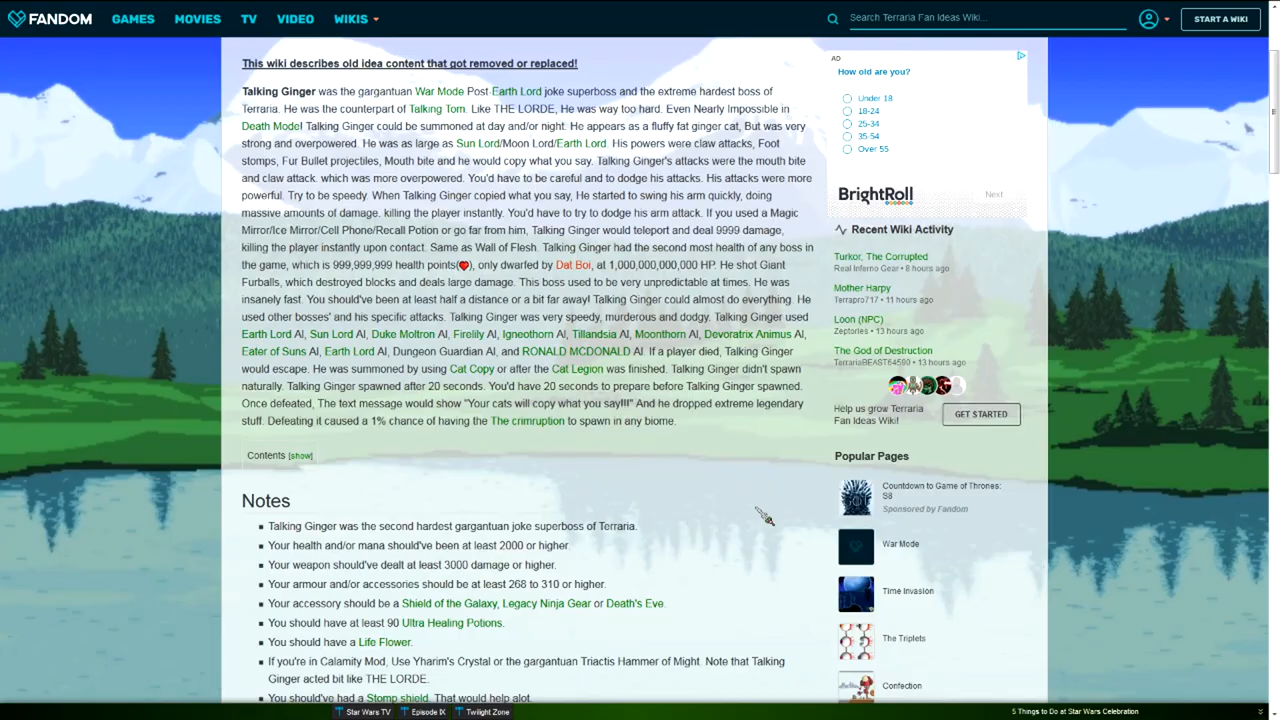 FANDOM GAMES MOVIES TV VIDEO WIKIS Search Terraria Fan Ideas Wiki... START A WIKI
This wiki describes old idea content that got removed or replaced!
Talking Ginger was the gargantuan War Mode Post-Earth Lord joke superboss and the extreme hardest boss of
Terraria. He was the counterpart of Talking Tom. Like THE LORDE, He was way too hard. Even Nearly Impossible in
Death Mode! Talking Ginger could be summoned at day and/or night. He appears as a fluffy fat ginger cat, But was very
strong and overpowered. He was as large as Sun Lord/Moon Lord/Earth Lord. His powers were claw attacks, Foot
stomps, Fur Bullet projectiles, Mouth bite and he would copy what you say. Talking Ginger's attacks were the mouth bite
and claw attack. which was more overpowered. You'd have to be careful and to dodge his attacks. His attacks were more
powerful. Try to be speedy. When Talking Ginger copied what you say, He started to swing his arm quickly, doing
massive amounts of damage. killing the player instantly. You'd have to try to dodge his arm attack. If you used a Magic
Mirror/Ice Mirror/Cell Phone/Recall Potion or go far from him, Talking Ginger would teleport and deal 9999 damage,
killing the player instantly upon contact. Same as Wall of Flesh. Talking Ginger had the second most health of any boss in
the game, which is 999,999,999 health points(), only dwarfed by Dat Boi, at 1,000,000,000,000 HP. He shot Giant
Furballs, which destroyed blocks and deals large damage. This boss used to be very unpredictable at times. He was
insanely fast. You should've been at least half a distance or a bit far away! Talking Ginger could almost do everything. He
used other bosses' and his specific attacks. Talking Ginger was very speedy, murderous and dodgy. Talking Ginger used
Earth Lord AI, Sun Lord AI, Duke Moltron AI, Firelily AI, Igneothorn AI, Tillandsia AI, Moonthorn AI, Devoratrix Animus AI,
Eater of Suns AI, Earth Lord AI, Dungeon Guardian AI, and RONALD MCDONALD AI. If a player died, Talking Ginger
would escape. He was summoned by using Cat Copy or after the Cat Legion was finished. Talking Ginger didn't spawn
naturally. Talking Ginger spawned after 20 seconds. You'd have 20 seconds to prepare before Talking Ginger spawned.
Once defeated, The text message would show "Your cats will copy what you say!!!" And he dropped extreme legendary
stuff. Defeating it caused a 1% chance of having the The crimruption to spawn in any biome.
Contents [show]
Notes
Talking Ginger was the second hardest gargantuan joke superboss of Terraria.
Your health and/or mana should've been at least 2000 or higher.
Your weapon should've dealt at least 3000 damage or higher.
Your armour and/or accessories should be at least 268 to 310 or higher.
Your accessory should be a Shield of the Galaxy, Legacy Ninja Gear or Death's Eve.
You should have at least 90 Ultra Healing Potions.
You should have a Life Flower.
If you're in Calamity Mod, Use Yharim's Crystal or the gargantuan Triactis Hammer of Might. Note that Talking
Ginger acted bit like THE LORDE.
You should've had a Stomp shield. That would help alot.
AD
How old are you?
Under 18
18-24
25-34
35-54
Over 55
BrightRoll Next
Recent Wiki Activity
Turkor, The Corrupted
Real Inferno Gear • 8 hours ago
Mother Harpy
Terrapro717 • 11 hours ago
Loon (NPC)
Zeptories • 13 hours ago
The God of Destruction
TerrariaBEAST64590 • 13 hours ago
Help us grow Terraria
Fan Ideas Wiki!
GET STARTED
Popular Pages
Countdown to Game of Thrones:
S8
Sponsored by Fandom
War Mode
Time Invasion
The Triplets
Confection
Star Wars TV Episode IX Twilight Zone 5 Things to Do at Star Wars Celebration